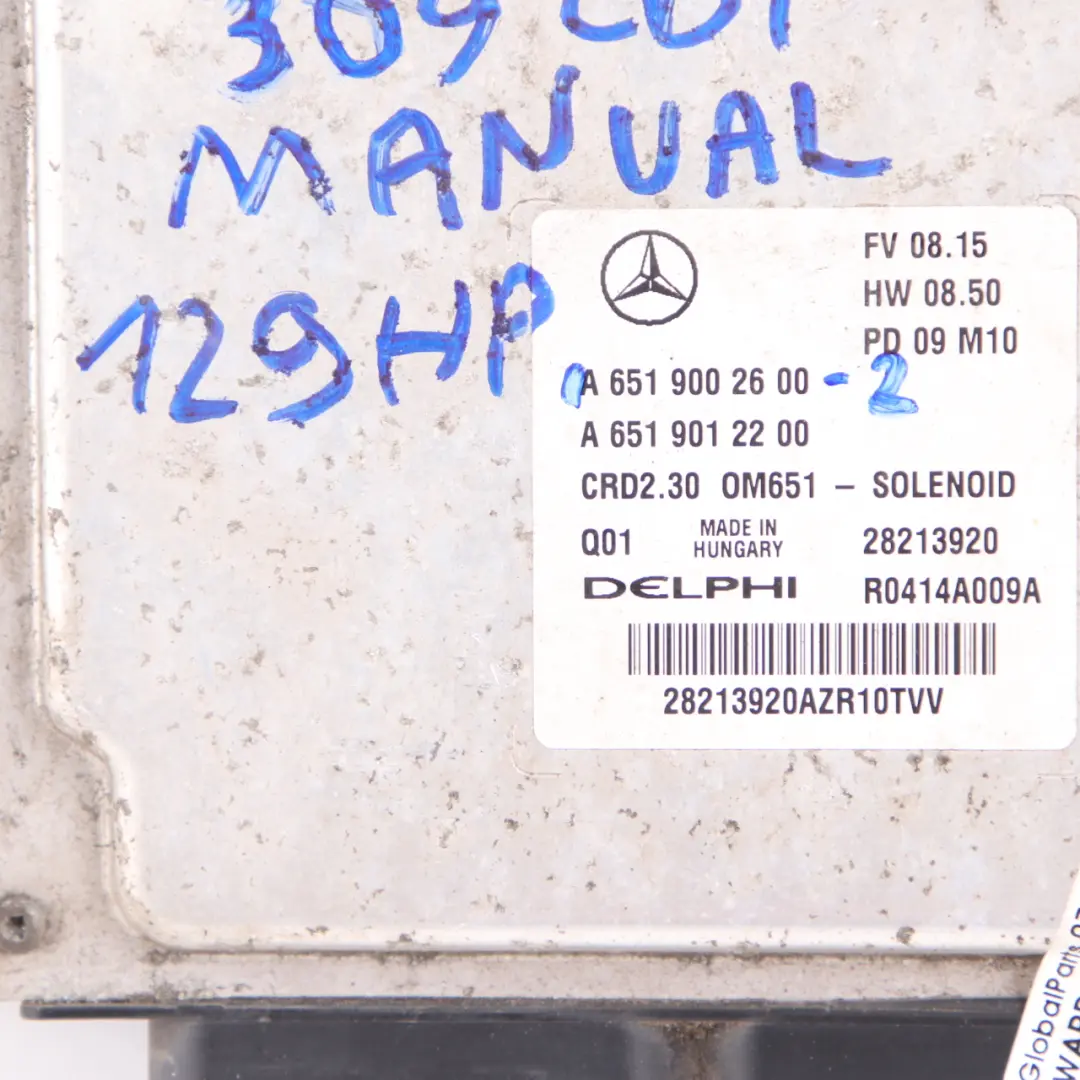 309 CDI
MANUAL
129HP
FV 08.15
HW 08.50
PD 09 M10
A 651 900 26 00 - 2
A 651 901 22 00
CRD2.30 OM651 – SOLENOID
Q01 MADE IN HUNGARY 28213920
DELPHI R0414A009A
28213920AZR10TVV
GlobalParts